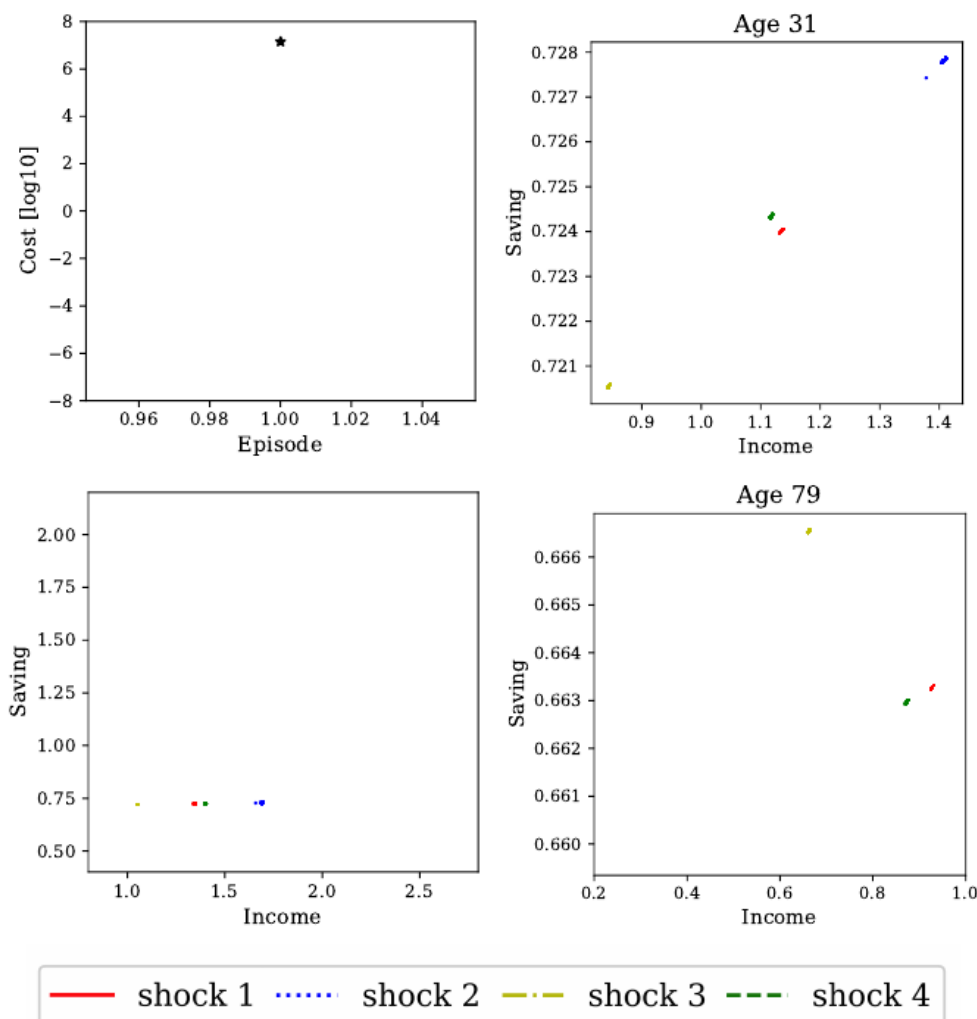 8
6
4
2
0
−2
−4
−6
−8
Cost [log10]
0.96 0.98 1.00 1.02 1.04
Episode
Age 31
0.728
0.727
0.726
0.725
0.724
0.723
0.722
0.721
Saving
0.9 1.0 1.1 1.2 1.3 1.4
Income
2.00
1.75
1.50
1.25
1.00
0.75
0.50
Saving
1.0 1.5 2.0 2.5
Income
Age 79
0.666
0.665
0.664
0.663
0.662
0.661
0.660
Saving
0.2 0.4 0.6 0.8 1.0
Income
shock 1 shock 2 shock 3 shock 4